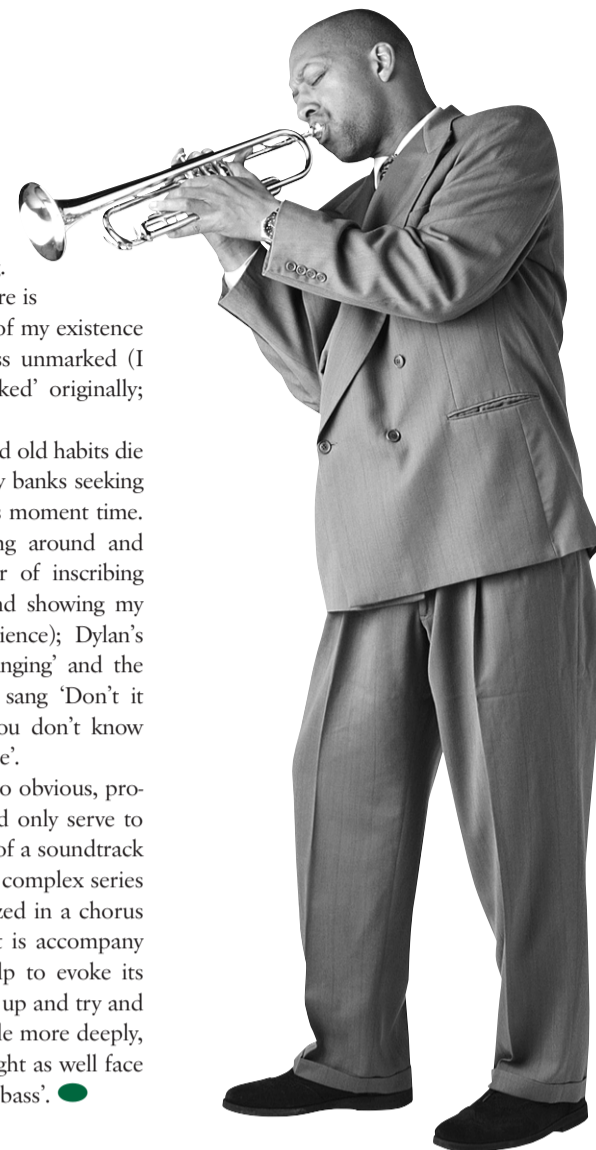 re is
of my existence
ss unmarked (I
ked’ originally;
d old habits die
y banks seeking
s moment time.
ng around and
r of inscribing
nd showing my
ience); Dylan’s
nging’ and the
sang ‘Don’t it
ou don’t know
e’.
o obvious, pro-
d only serve to
of a soundtrack
complex series
zed in a chorus
t is accompany
lp to evoke its
up and try and
le more deeply,
ght as well face
bass’.